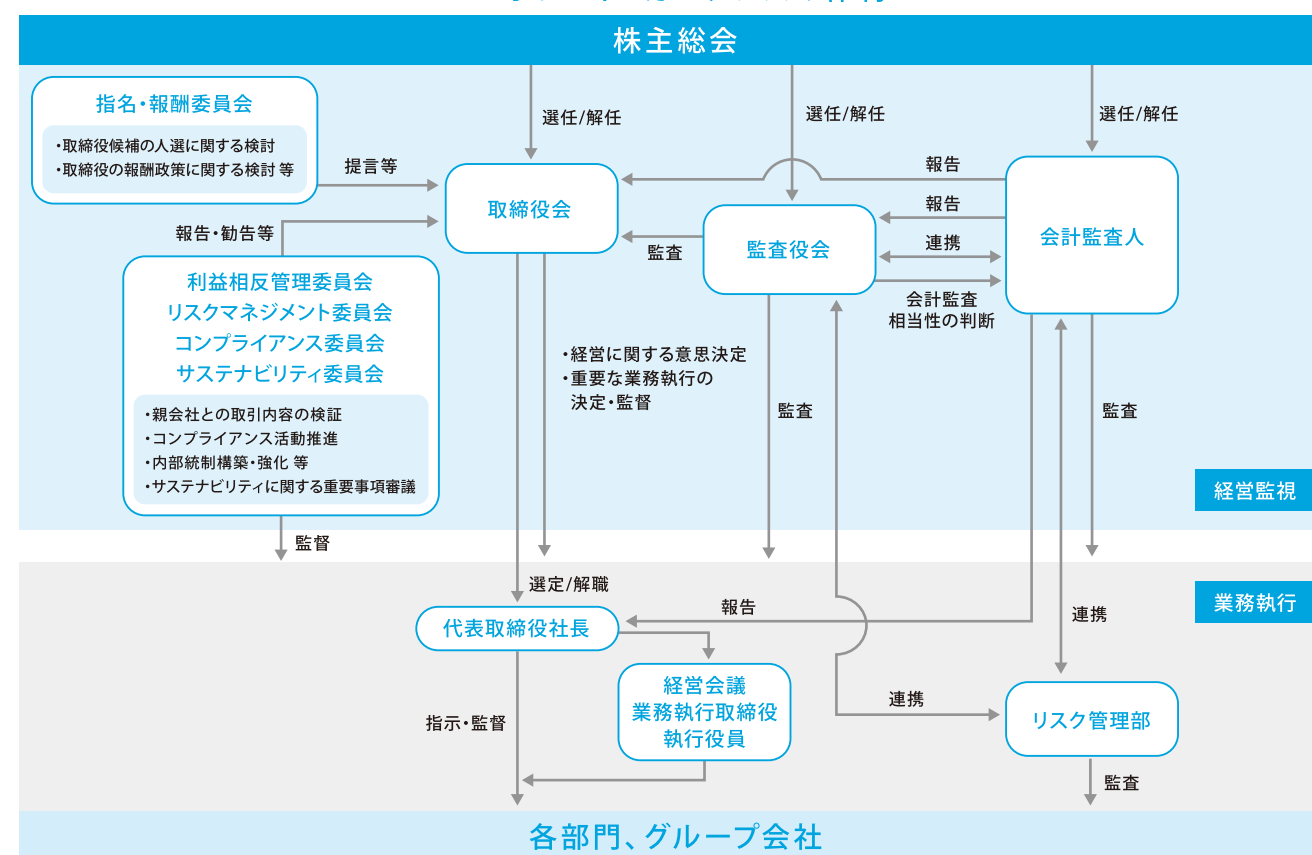 株主総会
指名・報酬委員会
・取締役候補の人選に関する検討
・取締役の報酬政策に関する検討 等
提言等
選任/解任
選任/解任
選任/解任
取締役会
監査役会
会計監査人
報告
報告
連携
会計監査
相当性の判断
監査
報告・勧告等
利益相反管理委員会
リスクマネジメント委員会
コンプライアンス委員会
サステナビリティ委員会
・親会社との取引内容の検証
・コンプライアンス活動推進
・内部統制構築・強化 等
・サステナビリティに関する重要事項審議
・経営に関する意思決定
・重要な業務執行の
決定・監督
監査
監査
経営監視
監督
選定/解職
業務執行
代表取締役社長
報告
連携
経営会議
業務執行取締役
執行役員
指示・監督
連携
リスク管理部
監査
各部門、グループ会社